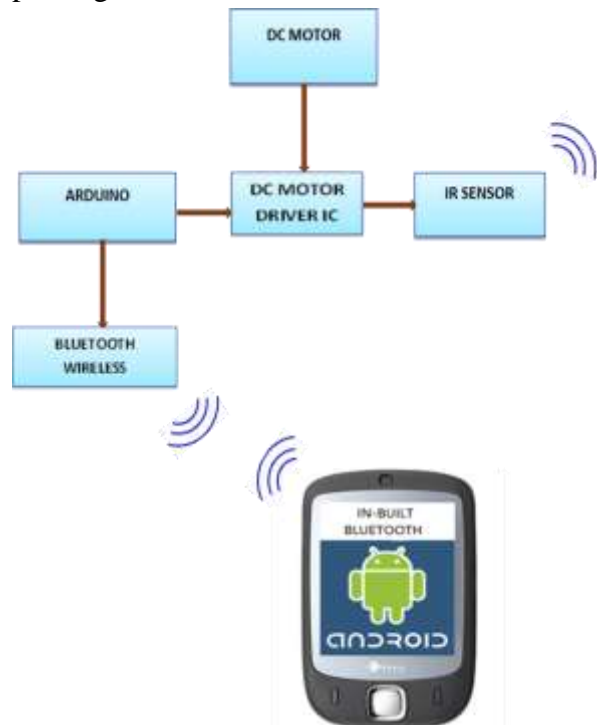 DC MOTOR
ARDUINO
DC MOTOR
DRIVER IC
IR SENSOR
BLUETOOTH
WIRELESS
IN-BUILT
BLUETOOTH
ANDROID